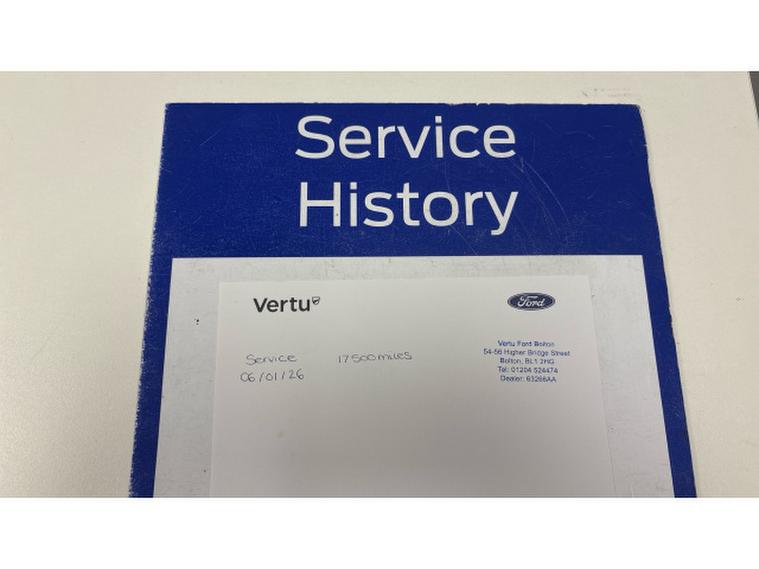 Service
History
Vertu
Ford
Vertu Ford Bolton
54-56 Higher Bridge Street
Bolton, BL1 2HG
Tel: 01204 524474
Dealer: 63266AA
Service 17500 miles
06/01/26